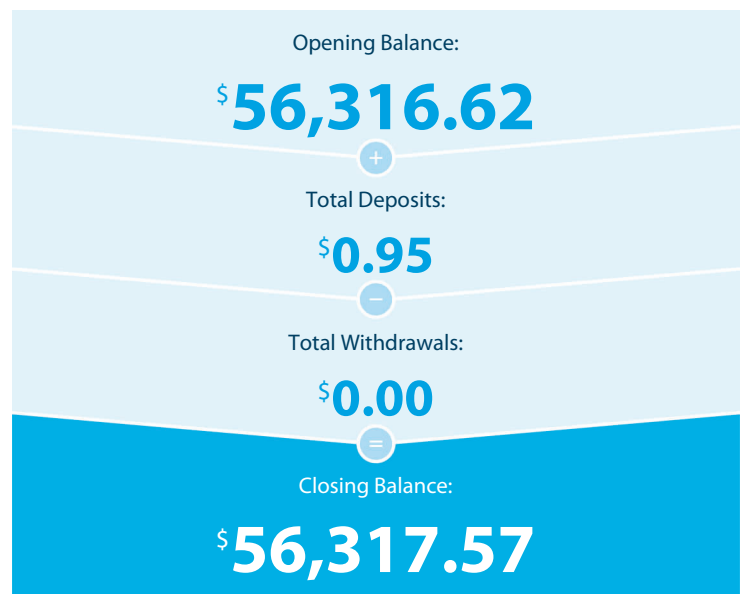 Opening Balance:
$56,316.62
+
Total Deposits:
$0.95
−
Total Withdrawals:
$0.00
=
Closing Balance:
$56,317.57